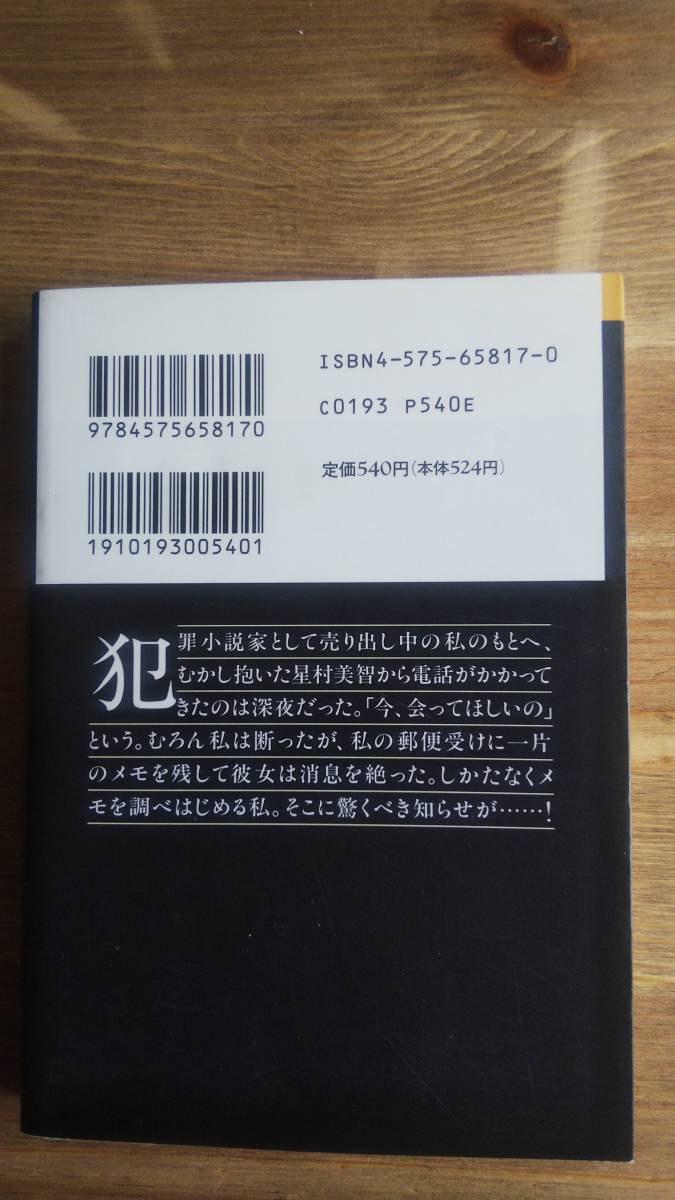 ISBN4-575-65817-0
C0193 P540E
9784575658170
定価540円(本体524円)
1910193005401
犯罪小説家として売り出し中の私のもとへ、
むかし抱いた星村美智から電話がかかって
きたのは深夜だった。「今、会ってほしいの」
という。むろん私は断ったが、私の郵便受けに一片
のメモを残して彼女は消息を絶った。しかたなくメ
モを調べはじめる私。そこに驚くべき知らせが……!